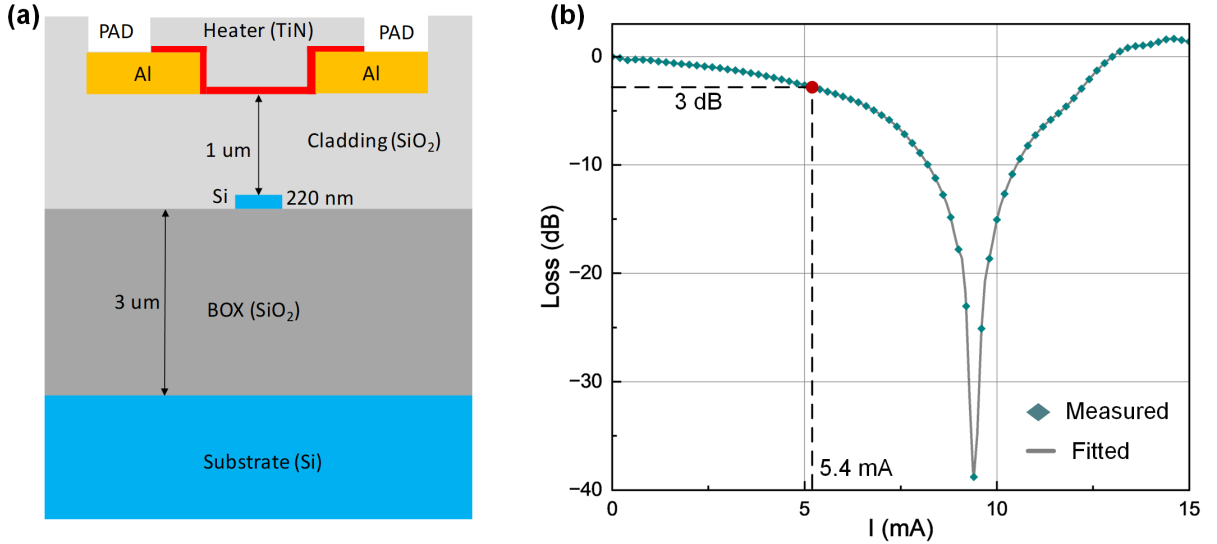 (a)
PAD
Heater (TiN)
PAD
Al
Al
1 um
Cladding (SiO₂)
Si
220 nm
3 um
BOX (SiO₂)
Substrate (Si)
(b)
0
−10
−20
−30
−40
Loss (dB)
3 dB
5.4 mA
Measured
Fitted
0
5
10
15
I (mA)